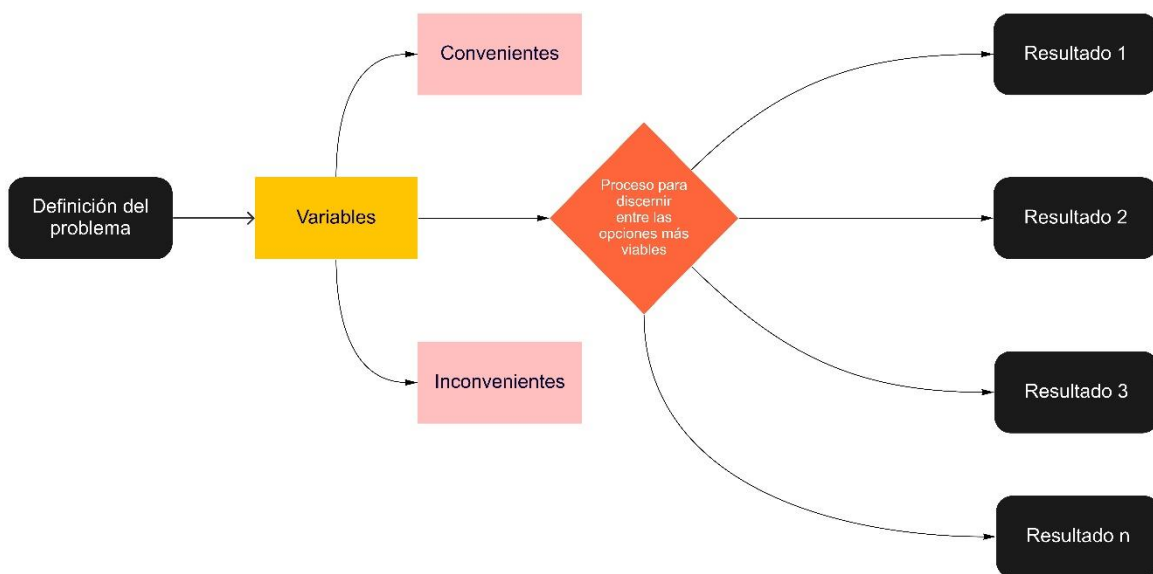 Definición del
problema
Variables
Convenientes
Inconvenientes
Proceso para
discernir
entre las
opciones más
viables
Resultado 1
Resultado 2
Resultado 3
Resultado n